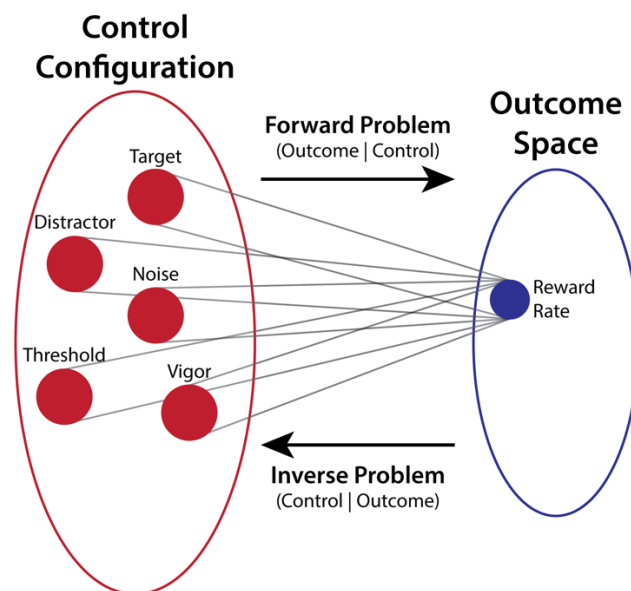 Control
Configuration
Forward Problem
(Outcome | Control)
Outcome
Space
Target
Distractor
Noise
Reward
Rate
Threshold
Vigor
Inverse Problem
(Control | Outcome)